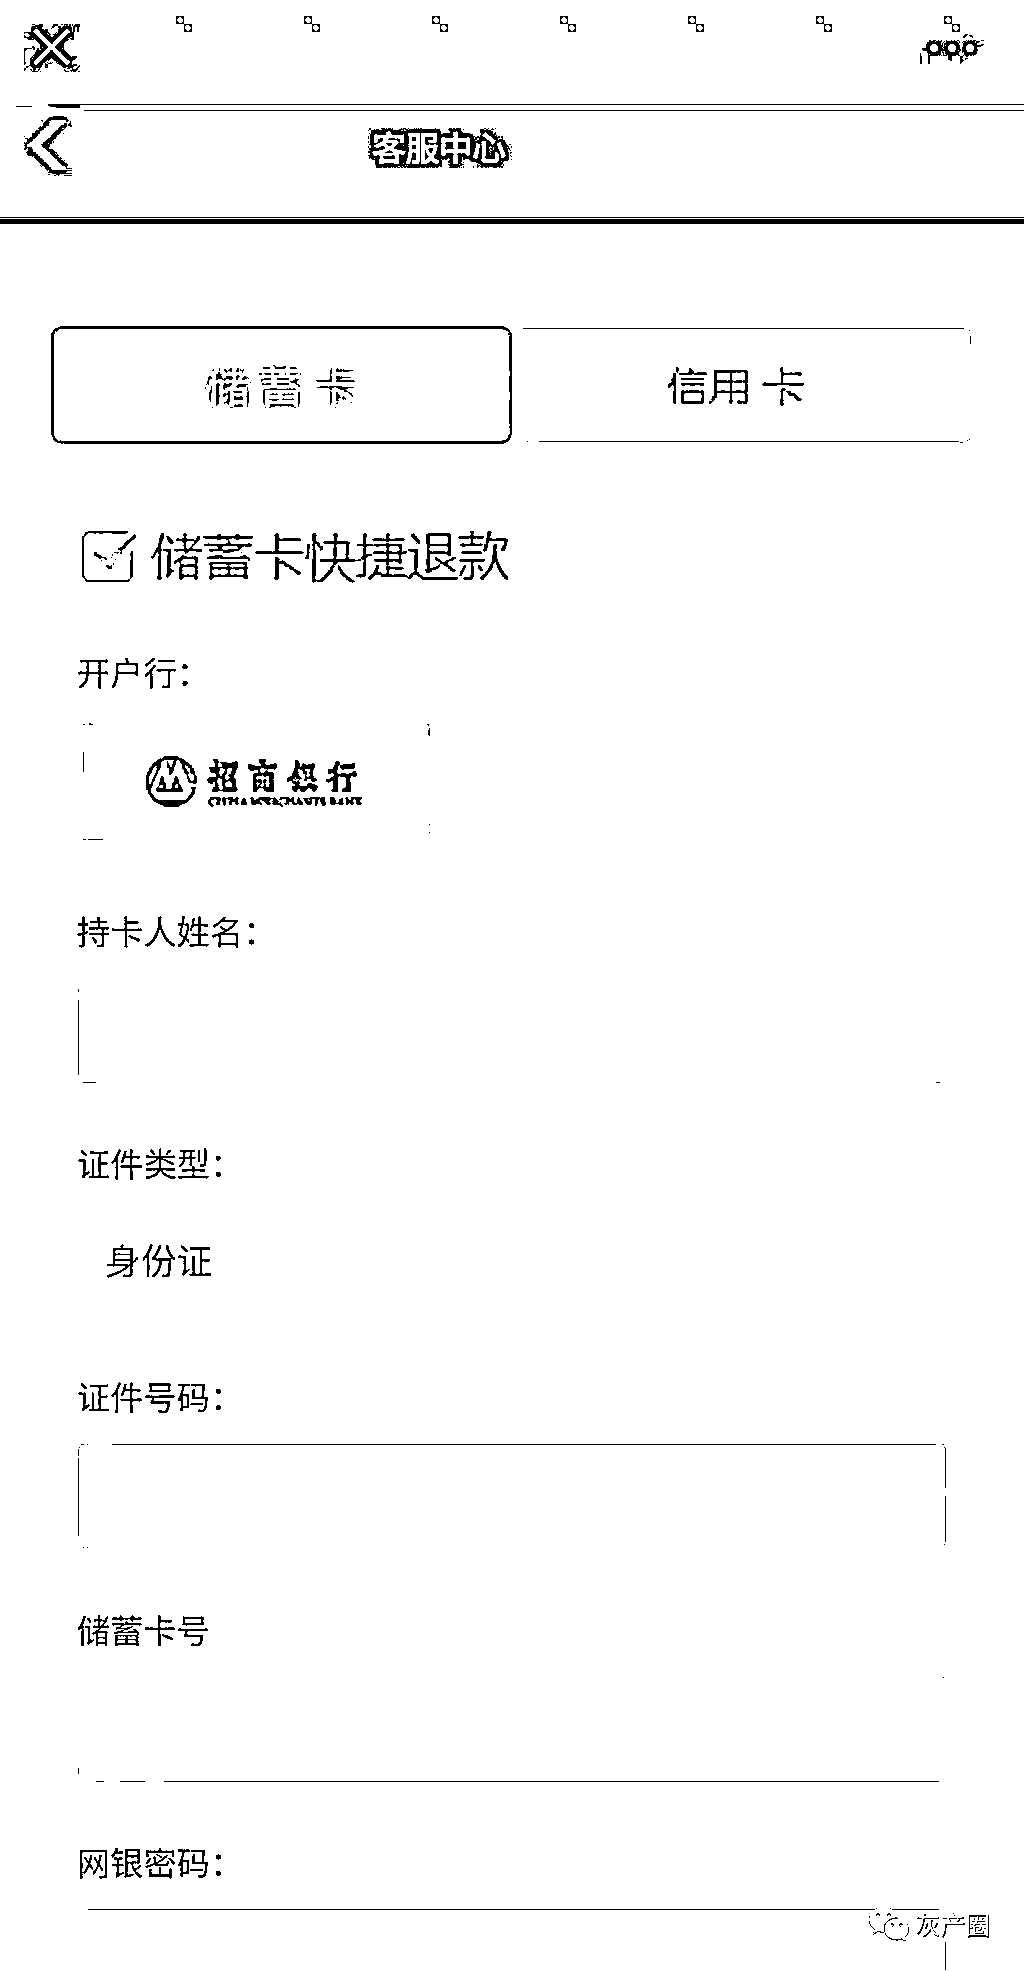 客服中心
储蓄卡
信用卡
储蓄卡快捷退款
开户行：
招商银行
CHINA MERCHANTS BANK
持卡人姓名：
证件类型：
身份证
证件号码：
储蓄卡号
网银密码：
灰产圈